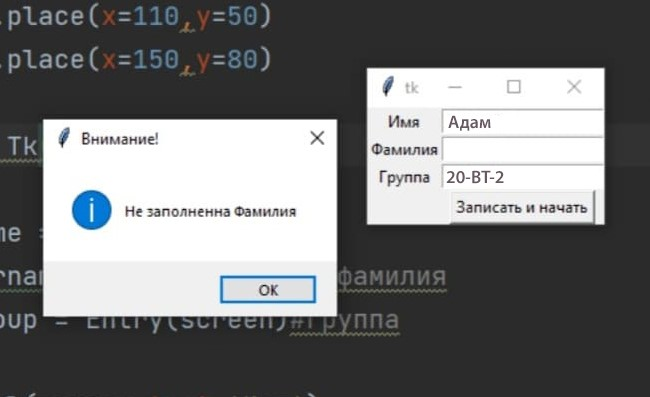 .place(x=110,y=50)
.place(x=150,y=80)
tk
Имя Адам
Фамилия
Группа 20-ВТ-2
Записать и начать
Внимание!
Не заполненна Фамилия
OK
Tk
me =
rnam фамилия
oup = Entry(screen)#группа